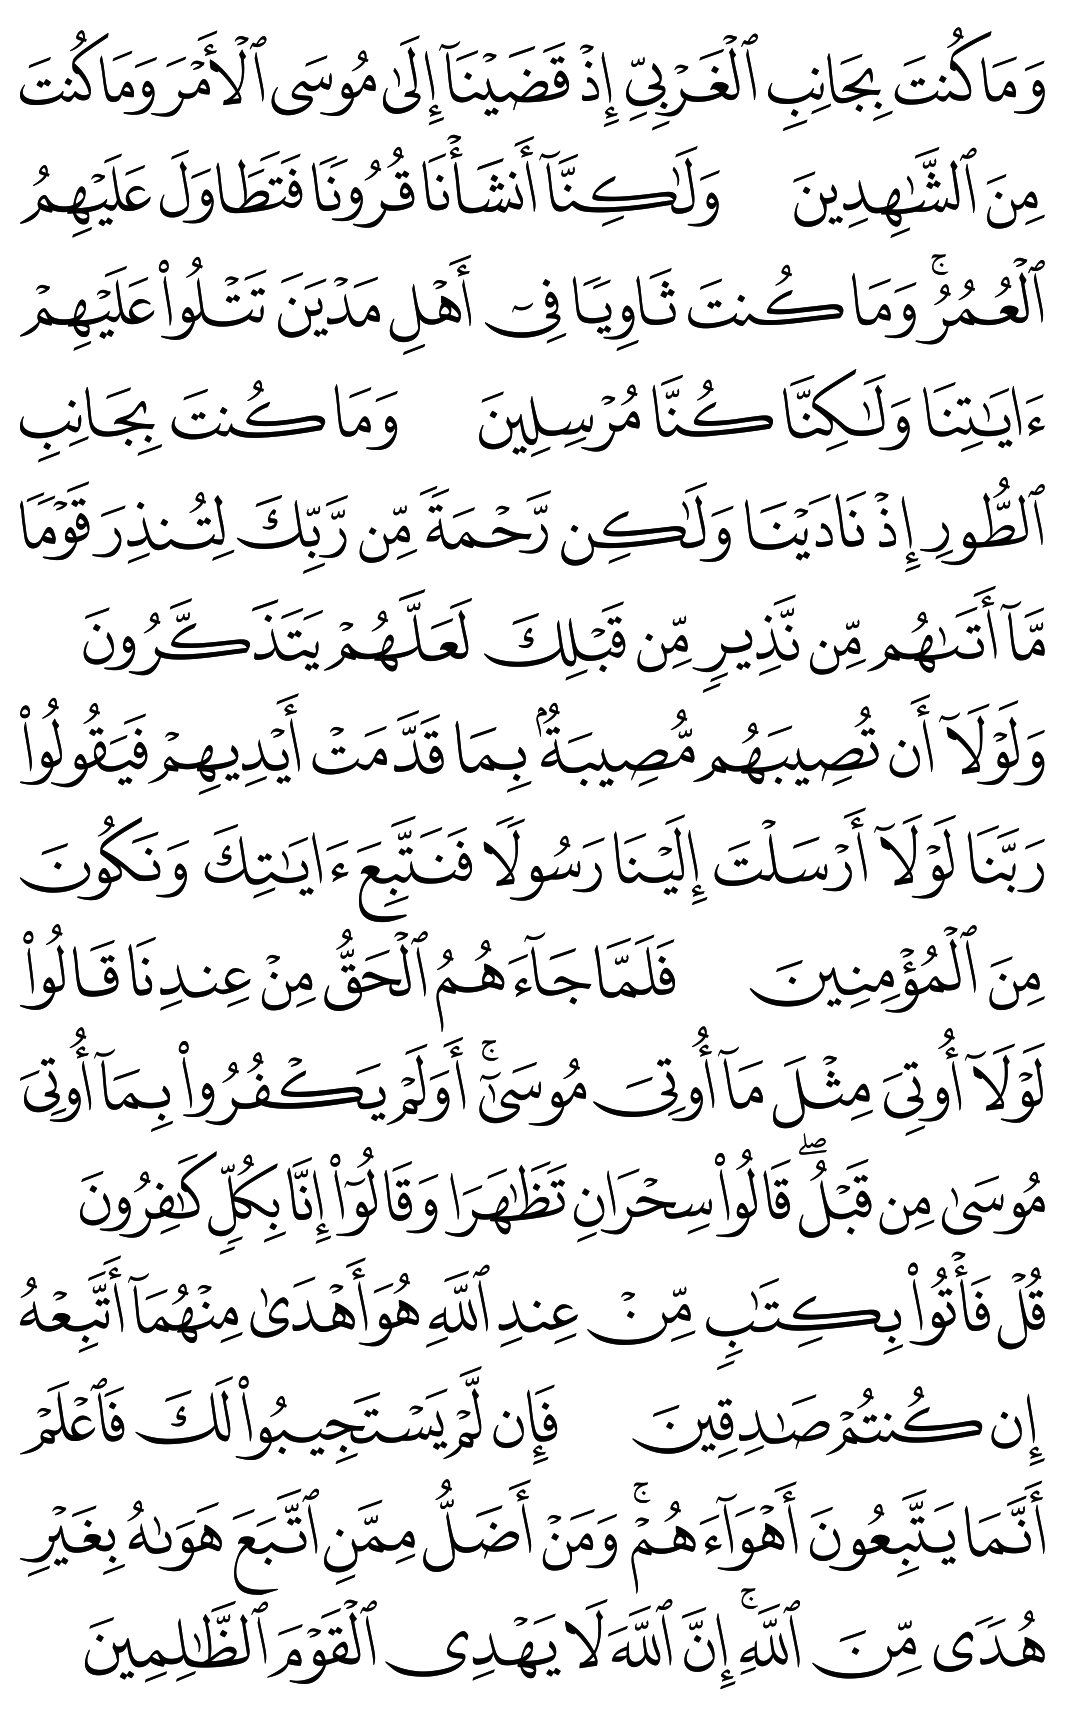 وَمَا كُنتَ بِجَانِبِ ٱلْغَرْبِىِّ إِذْ قَضَيْنَآ إِلَىٰ مُوسَى ٱلْأَمْرَ وَمَا كُنتَ
مِنَ ٱلشَّٰهِدِينَ وَلَٰكِنَّآ أَنشَأْنَا قُرُونًا فَتَطَاوَلَ عَلَيْهِمُ
ٱلْعُمُرُ ۚ وَمَا كُنتَ ثَاوِيًا فِىٓ أَهْلِ مَدْيَنَ تَتْلُوا۟ عَلَيْهِمْ
ءَايَٰتِنَا وَلَٰكِنَّا كُنَّا مُرْسِلِينَ وَمَا كُنتَ بِجَانِبِ
ٱلطُّورِ إِذْ نَادَيْنَا وَلَٰكِن رَّحْمَةً مِّن رَّبِّكَ لِتُنذِرَ قَوْمًا
مَّآ أَتَىٰهُم مِّن نَّذِيرٍ مِّن قَبْلِكَ لَعَلَّهُمْ يَتَذَكَّرُونَ
وَلَوْلَآ أَن تُصِيبَهُم مُّصِيبَةٌۢ بِمَا قَدَّمَتْ أَيْدِيهِمْ فَيَقُولُوا۟
رَبَّنَا لَوْلَآ أَرْسَلْتَ إِلَيْنَا رَسُولًا فَنَتَّبِعَ ءَايَٰتِكَ وَنَكُونَ
مِنَ ٱلْمُؤْمِنِينَ فَلَمَّا جَآءَهُمُ ٱلْحَقُّ مِنْ عِندِنَا قَالُوا۟
لَوْلَآ أُوتِىَ مِثْلَ مَآ أُوتِىَ مُوسَىٰٓ ۚ أَوَلَمْ يَكْفُرُوا۟ بِمَآ أُوتِىَ
مُوسَىٰ مِن قَبْلُ ۖ قَالُوا۟ سِحْرَانِ تَظَٰهَرَا وَقَالُوٓا۟ إِنَّا بِكُلٍّ كَٰفِرُونَ
قُلْ فَأْتُوا۟ بِكِتَٰبٍ مِّنْ عِندِ ٱللَّهِ هُوَ أَهْدَىٰ مِنْهُمَآ أَتَّبِعْهُ
إِن كُنتُمْ صَٰدِقِينَ فَإِن لَّمْ يَسْتَجِيبُوا۟ لَكَ فَٱعْلَمْ
أَنَّمَا يَتَّبِعُونَ أَهْوَآءَهُمْ ۚ وَمَنْ أَضَلُّ مِمَّنِ ٱتَّبَعَ هَوَىٰهُ بِغَيْرِ
هُدًى مِّنَ ٱللَّهِ ۚ إِنَّ ٱللَّهَ لَا يَهْدِى ٱلْقَوْمَ ٱلظَّٰلِمِينَ